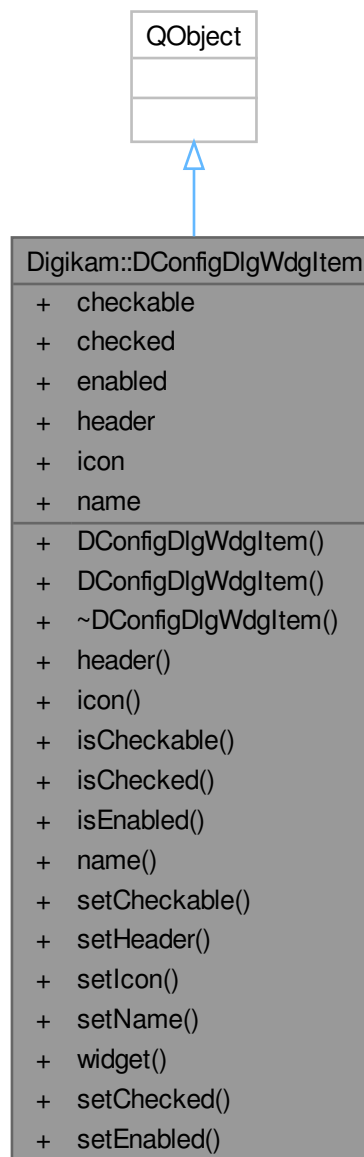 QObject
Digikam::DConfigDlgWdgItem
+ checkable
+ checked
+ enabled
+ header
+ icon
+ name
+ DConfigDlgWdgItem()
+ DConfigDlgWdgItem()
+ ~DConfigDlgWdgItem()
+ header()
+ icon()
+ isCheckable()
+ isChecked()
+ isEnabled()
+ name()
+ setCheckable()
+ setHeader()
+ setIcon()
+ setName()
+ widget()
+ setChecked()
+ setEnabled()